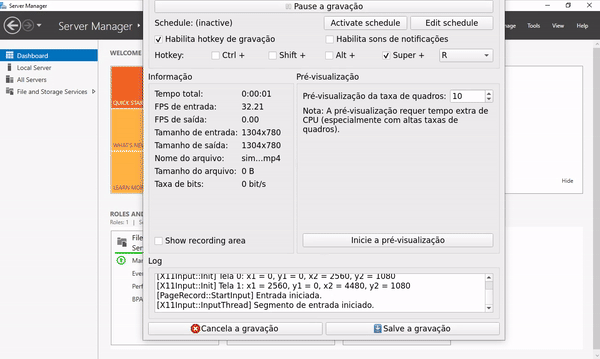 Server Manager
Server Manager
Pause a gravação
Schedule: (inactive)
Activate schedule
Edit schedule
Tools
View
Help
Habilita hotkey de gravação
Habilita sons de notificações
Hotkey:
Ctrl +
Shift +
Alt +
Super +
R
Dashboard
Local Server
All Servers
File and Storage Services
WELCOME
Informação
Pré-visualização
Tempo total: 0:00:01
FPS de entrada: 32.21
FPS de saída: 0.00
Tamanho de entrada: 1304x780
Tamanho de saída: 1304x780
Nome do arquivo: sim...mp4
Tamanho do arquivo: 0 B
Taxa de bits: 0 bit/s
Pré-visualização da taxa de quadros: 10
Nota: A pré-visualização requer tempo extra de
CPU (especialmente com altas taxas de
quadros).
QUICK STAR
WHAT'S NEW
LEARN MOR
Hide
ROLES AND
Roles: 1
Show recording area
Inicie a pré-visualização
File
Serv
Ma
Eve
Perf
BPA
Log
[X11Input::Init] Tela 0: x1 = 0, y1 = 0, x2 = 2560, y2 = 1080
[X11Input::Init] Tela 1: x1 = 2560, y1 = 0, x2 = 4480, y2 = 1080
[PageRecord::StartInput] Entrada iniciada.
[X11Input::InputThread] Segmento de entrada iniciado.
Cancela a gravação
Salve a gravação